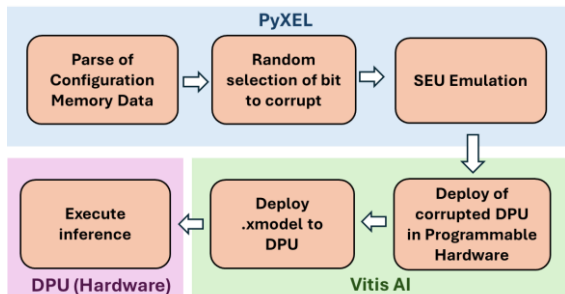 PyXEL
Parse of
Configuration
Memory Data
Random
selection of bit
to corrupt
SEU Emulation
Execute
inference
Deploy
.xmodel to
DPU
Deploy of
corrupted DPU
in Programmable
Hardware
DPU (Hardware)
Vitis AI